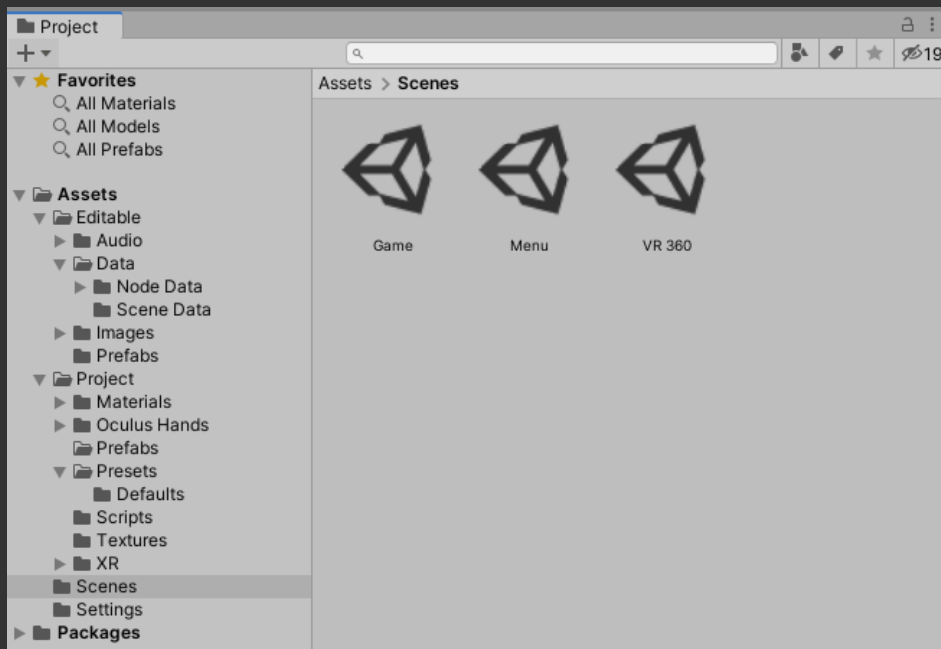 Project
19
Favorites
All Materials
All Models
All Prefabs
Assets
Editable
Audio
Data
Node Data
Scene Data
Images
Prefabs
Project
Materials
Oculus Hands
Prefabs
Presets
Defaults
Scripts
Textures
XR
Scenes
Settings
Packages
Assets > Scenes
Game
Menu
VR 360